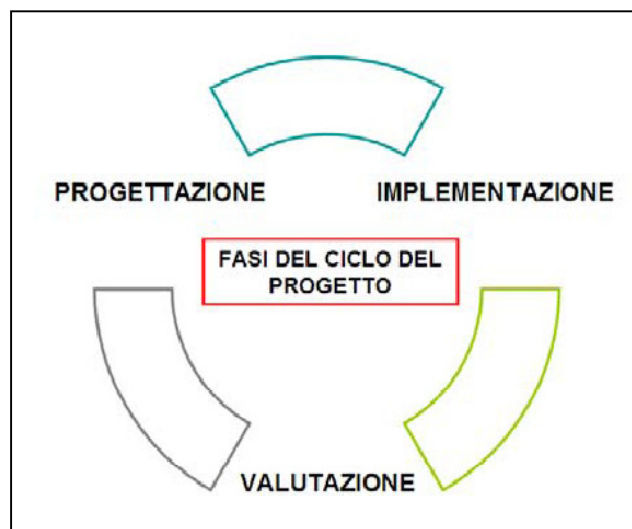 PROGETTAZIONE
IMPLEMENTAZIONE
FASI DEL CICLO DEL
PROGETTO
VALUTAZIONE